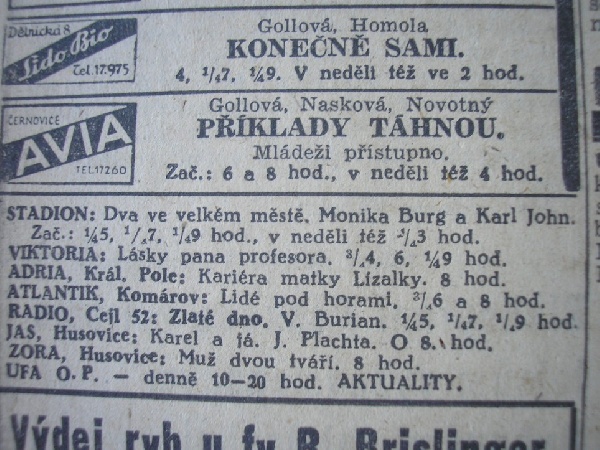 Dělnická 8
Lido Bio
Tel. 17.975
Gollová, Homola
KONEČNĚ SAMI.
4, ¼7, ¼9. V neděli též ve 2 hod.
ČERNOVICE
AVIA
TEL. 17260
Gollová, Nasková, Novotný
PŘÍKLADY TÁHNOU.
Mládeži přístupno.
Zač.: 6 a 8 hod., v neděli též 4 hod.
STADION: Dva ve velkém městě. Monika Burg a Karl John.
Zač.: ¼5, ¼7, ¼9 hod., v neděli též hod.
VIKTORIA: Lásky pana profesora. ¾4, 6, ¼9 hod.
ADRIA, Král. Pole: Kariéra matky Lízalky. 8 hod.
ATLANTIK, Komárov: Lidé pod horami. ¾6 a 8 hod.
RADIO, Cejl 52: Zlaté dno. V. Burian. ¼5, ¼7, ¼9 hod.
JAS, Husovice: Karel a já. J. Plachta. O 8. hod.
ZORA, Husovice: Muž dvou tváří. 8 hod.
UFA O. P. — denně 10—20 hod. AKTUALITY.
Výdej ryb u fy R. Brislinger